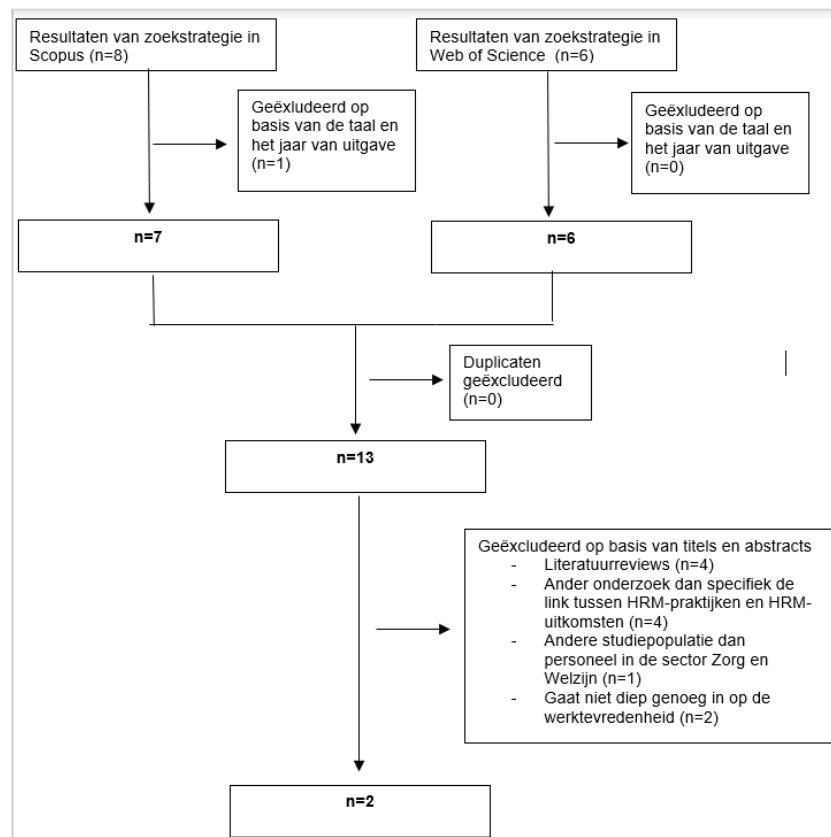 Resultaten van zoekstrategie in
Scopus (n=8)
Resultaten van zoekstrategie in
Web of Science (n=6)
Geëxludeerd op
basis van de taal en
het jaar van uitgave
(n=1)
Geëxludeerd op
basis van de taal en
het jaar van uitgave
(n=0)
n=7
n=6
Duplicaten
geëxcludeerd
(n=0)
n=13
Geëxcludeerd op basis van titels en abstracts
- Literatuurreviews (n=4)
- Ander onderzoek dan specifiek de
link tussen HRM-praktijken en HRM-
uitkomsten (n=4)
- Andere studiepopulatie dan
personeel in de sector Zorg en
Welzijn (n=1)
- Gaat niet diep genoeg in op de
werktevredenheid (n=2)
n=2